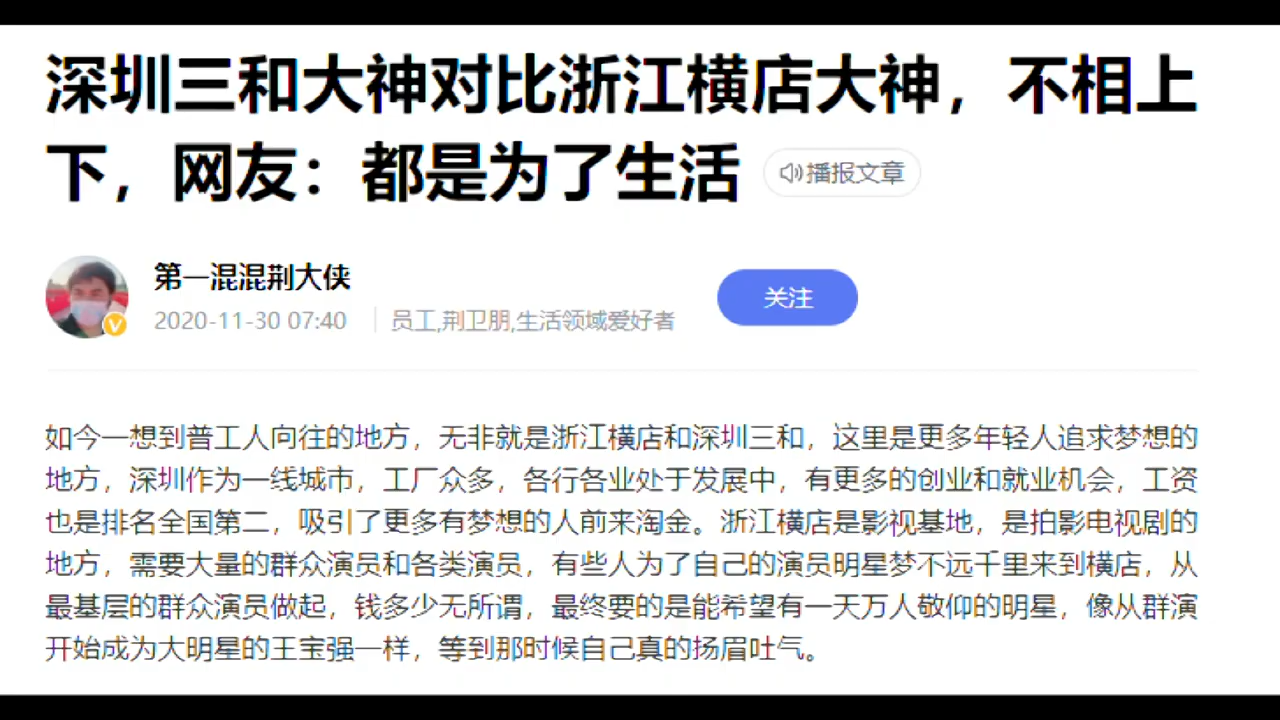 深圳三和大神对比浙江横店大神，不相上
下，网友：都是为了生活
播报文章
第一混混荆大侠
2020-11-30 07:40
员工,荆卫朋,生活领域爱好者
关注
如今一想到普工人向往的地方，无非就是浙江横店和深圳三和，这里是更多年轻人追求梦想的
地方，深圳作为一线城市，工厂众多，各行各业处于发展中，有更多的创业和就业机会，工资
也是排名全国第二，吸引了更多有梦想的人前来淘金。浙江横店是影视基地，是拍影电视剧的
地方，需要大量的群众演员和各类演员，有些人为了自己的演员明星梦不远千里来到横店，从
最基层的群众演员做起，钱多少无所谓，最终要的是能希望有一天万人敬仰的明星，像从群演
开始成为大明星的王宝强一样，等到那时候自己真的扬眉吐气。